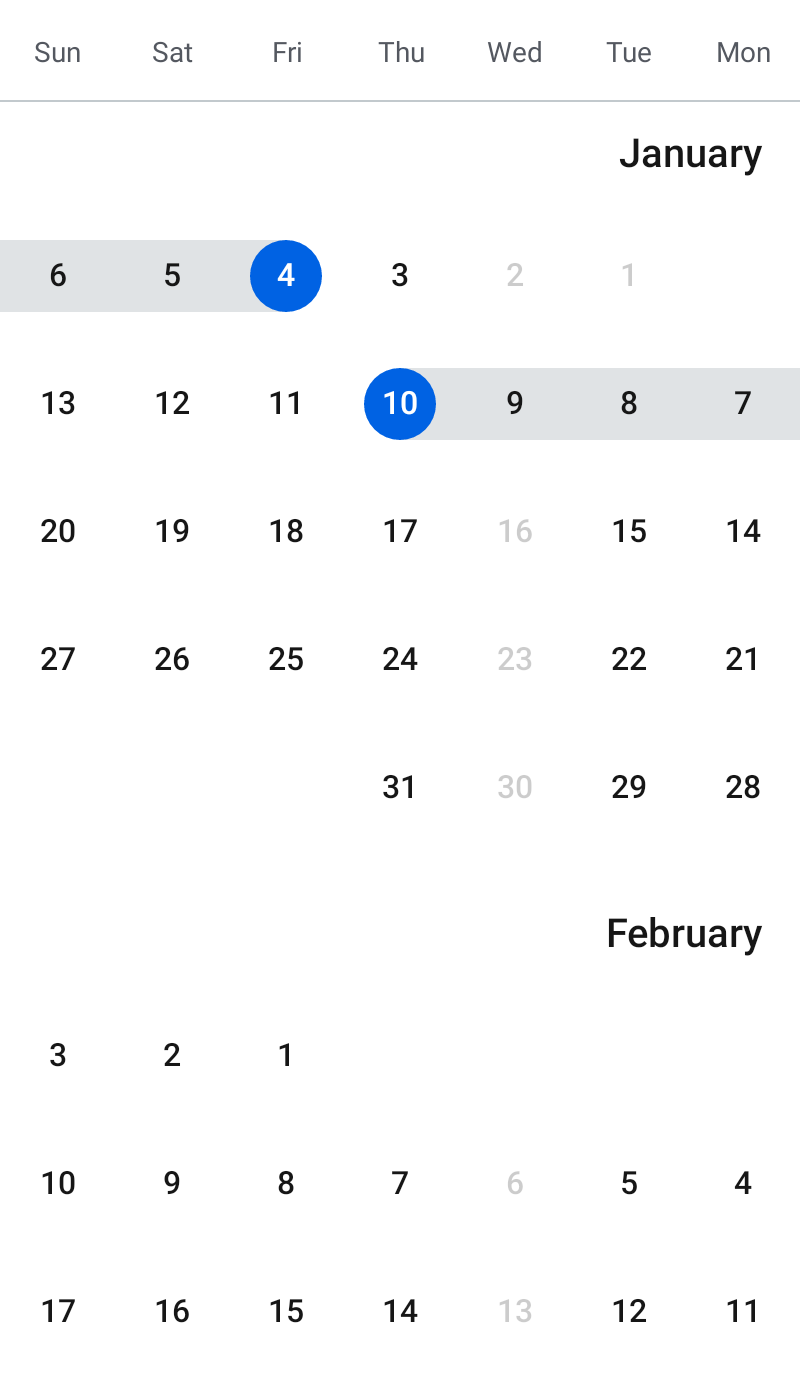 Sun Sat Fri Thu Wed Tue Mon
January
6 5 4 3 2 1
13 12 11 10 9 8 7
20 19 18 17 16 15 14
27 26 25 24 23 22 21
31 30 29 28
February
3 2 1
10 9 8 7 6 5 4
17 16 15 14 13 12 11